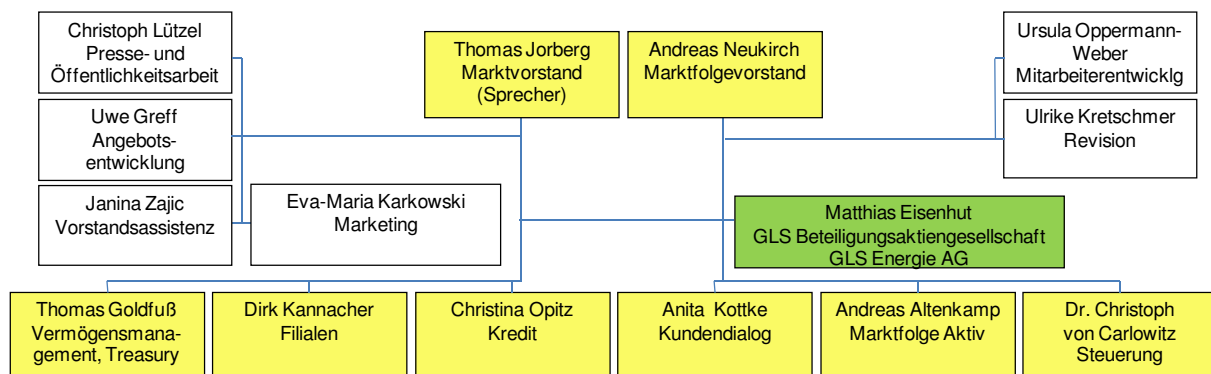 Christoph Lützel
Presse- und
Öffentlichkeitsarbeit
Thomas Jorberg
Marktvorstand
(Sprecher)
Andreas Neukirch
Marktfolgevorstand
Ursula Oppermann-
Weber
Mitarbeiterentwicklg
Uwe Greff
Angebots-
entwicklung
Ulrike Kretschmer
Revision
Janina Zajic
Vorstandsassistenz
Eva-Maria Karkowski
Marketing
Matthias Eisenhut
GLS Beteiligungsaktiengesellschaft
GLS Energie AG
Thomas Goldfuß
Vermögensmana-
gement, Treasury
Dirk Kannacher
Filialen
Christina Opitz
Kredit
Anita Kottke
Kundendialog
Andreas Altenkamp
Marktfolge Aktiv
Dr. Christoph
von Carlowitz
Steuerung